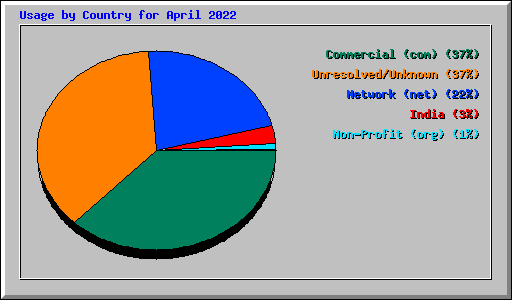 Usage by Country for April 2022
Commercial (com) (37%)
Unresolved/Unknown (37%)
Network (net) (22%)
India (3%)
Non-Profit (org) (1%)